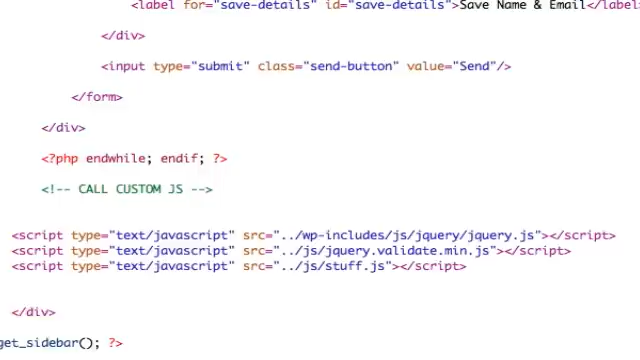 <label for="save-details" id="save-details">Save Name & Email</label>
</div>
<input type="submit" class="send-button" value="Send"/>
</form>
</div>
<?php endwhile; endif; ?>
<!-- CALL CUSTOM JS -->
<script type="text/javascript" src="../wp-includes/js/jquery/jquery.js"></script>
<script type="text/javascript" src="../js/jquery.validate.min.js"></script>
<script type="text/javascript" src="../js/stuff.js"></script>
</div>
get_sidebar(); ?>